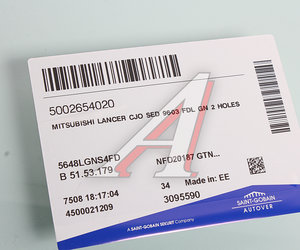 5002654020
MITSUBISHI LANCER CJO SED 9603 FDL GN 2 HOLES
5648LGNS4FD NFD20187 GTN...
B 51.53.179
7508 18:17:04 34 Made in: EE
4500021209 3095590
SAINT-GOBAIN
AUTOVER
A SAINT-GOBAIN SEKURIT Company